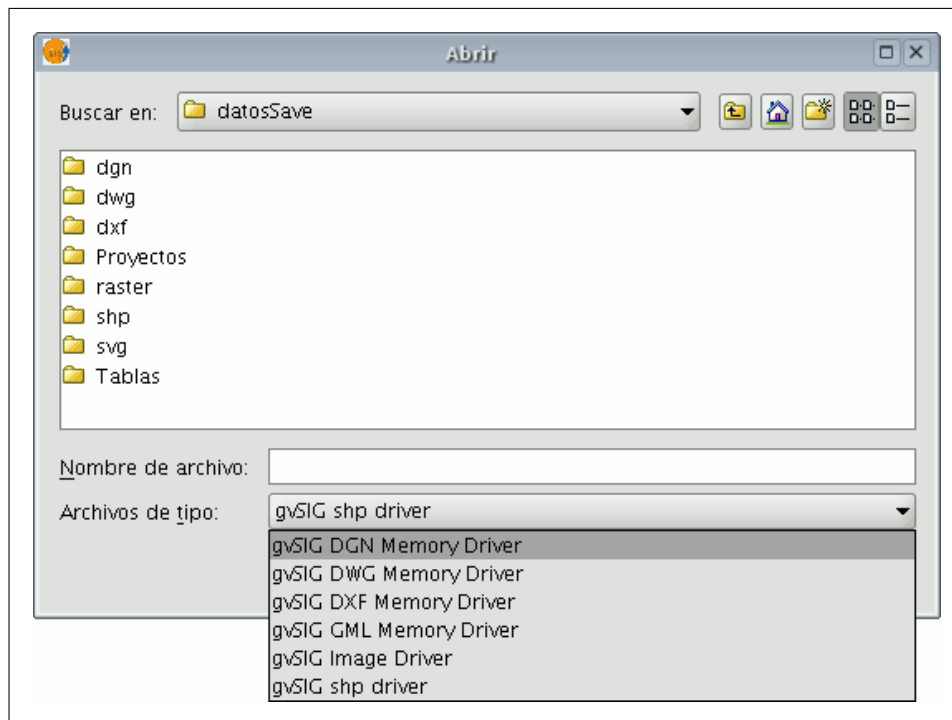 Abrir
Buscar en: datosSave
dgn
dwg
dxf
Proyectos
raster
shp
svg
Tablas
Nombre de archivo:
Archivos de tipo: gvSIG shp driver
gvSIG DGN Memory Driver
gvSIG DWG Memory Driver
gvSIG DXF Memory Driver
gvSIG GML Memory Driver
gvSIG Image Driver
gvSIG shp driver